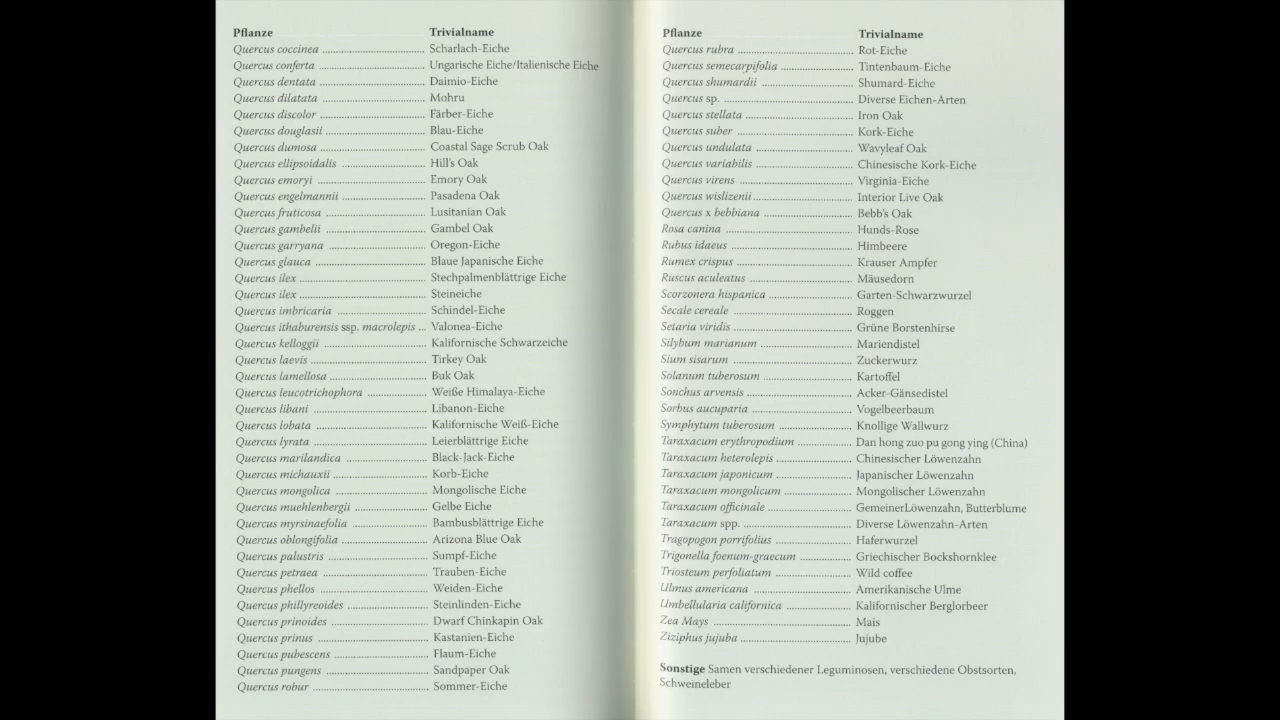 Pflanze Trivialname
Quercus coccinea ........ Scharlach-Eiche
Quercus conferta ........ Ungarische Eiche/Italienische Eiche
Quercus dentata ........ Daimio-Eiche
Quercus dilatata ........ Mohru
Quercus discolor ........ Färber-Eiche
Quercus douglasii ........ Blau-Eiche
Quercus dumosa ........ Coastal Sage Scrub Oak
Quercus ellipsoidalis ........ Hill's Oak
Quercus emoryi ........ Emory Oak
Quercus engelmannii ........ Pasadena Oak
Quercus fruticosa ........ Lusitanian Oak
Quercus gambelii ........ Gambel Oak
Quercus garryana ........ Oregon-Eiche
Quercus glauca ........ Blaue Japanische Eiche
Quercus ilex ........ Stechpalmenblättrige Eiche
Quercus ilex ........ Steineiche
Quercus imbricaria ........ Schindel-Eiche
Quercus ithaburensis ssp. macrolepis ... Valonea-Eiche
Quercus kelloggii ........ Kalifornische Schwarzeiche
Quercus laevis ........ Tirkey Oak
Quercus lamellosa ........ Buk Oak
Quercus leucotrichophora ........ Weiße Himalaya-Eiche
Quercus libani ........ Libanon-Eiche
Quercus lobata ........ Kalifornische Weiß-Eiche
Quercus lyrata ........ Leierblättrige Eiche
Quercus marilandica ........ Black-Jack-Eiche
Quercus michauxii ........ Korb-Eiche
Quercus mongolica ........ Mongolische Eiche
Quercus muehlenbergii ........ Gelbe Eiche
Quercus myrsinaefolia ........ Bambusblättrige Eiche
Quercus oblongifolia ........ Arizona Blue Oak
Quercus palustris ........ Sumpf-Eiche
Quercus petraea ........ Trauben-Eiche
Quercus phellos ........ Weiden-Eiche
Quercus phillyreoides ........ Steinlinden-Eiche
Quercus prinoides ........ Dwarf Chinkapin Oak
Quercus prinus ........ Kastanien-Eiche
Quercus pubescens ........ Flaum-Eiche
Quercus pungens ........ Sandpaper Oak
Quercus robur ........ Sommer-Eiche
Pflanze Trivialname
Quercus rubra ........ Rot-Eiche
Quercus semecarpifolia ........ Tintenbaum-Eiche
Quercus shumardii ........ Shumard-Eiche
Quercus sp. ........ Diverse Eichen-Arten
Quercus stellata ........ Iron Oak
Quercus suber ........ Kork-Eiche
Quercus undulata ........ Wavyleaf Oak
Quercus variabilis ........ Chinesische Kork-Eiche
Quercus virens ........ Virginia-Eiche
Quercus wislizenii ........ Interior Live Oak
Quercus x bebbiana ........ Bebb's Oak
Rosa canina ........ Hunds-Rose
Rubus idaeus ........ Himbeere
Rumex crispus ........ Krauser Ampfer
Ruscus aculeatus ........ Mäusedorn
Scorzonera hispanica ........ Garten-Schwarzwurzel
Secale cereale ........ Roggen
Setaria viridis ........ Grüne Borstenhirse
Silybum marianum ........ Mariendistel
Sium sisarum ........ Zuckerwurz
Solanum tuberosum ........ Kartoffel
Sonchus arvensis ........ Acker-Gänsedistel
Sorbus aucuparia ........ Vogelbeerbaum
Symphytum tuberosum ........ Knollige Wallwurz
Taraxacum erythropodium ........ Dan hong zuo pu gong ying (China)
Taraxacum heterolepis ........ Chinesischer Löwenzahn
Taraxacum japonicum ........ Japanischer Löwenzahn
Taraxacum mongolicum ........ Mongolischer Löwenzahn
Taraxacum officinale ........ GemeinerLöwenzahn, Butterblume
Taraxacum spp. ........ Diverse Löwenzahn-Arten
Tragopogon porrifolius ........ Haferwurzel
Trigonella foenum-graecum ........ Griechischer Bockshornklee
Triosteum perfoliatum ........ Wild coffee
Ulmus americana ........ Amerikanische Ulme
Umbellularia californica ........ Kalifornischer Berglorbeer
Zea Mays ........ Mais
Ziziphus jujuba ........ Jujube
Sonstige Samen verschiedener Leguminosen, verschiedene Obstsorten,
Schweineleber